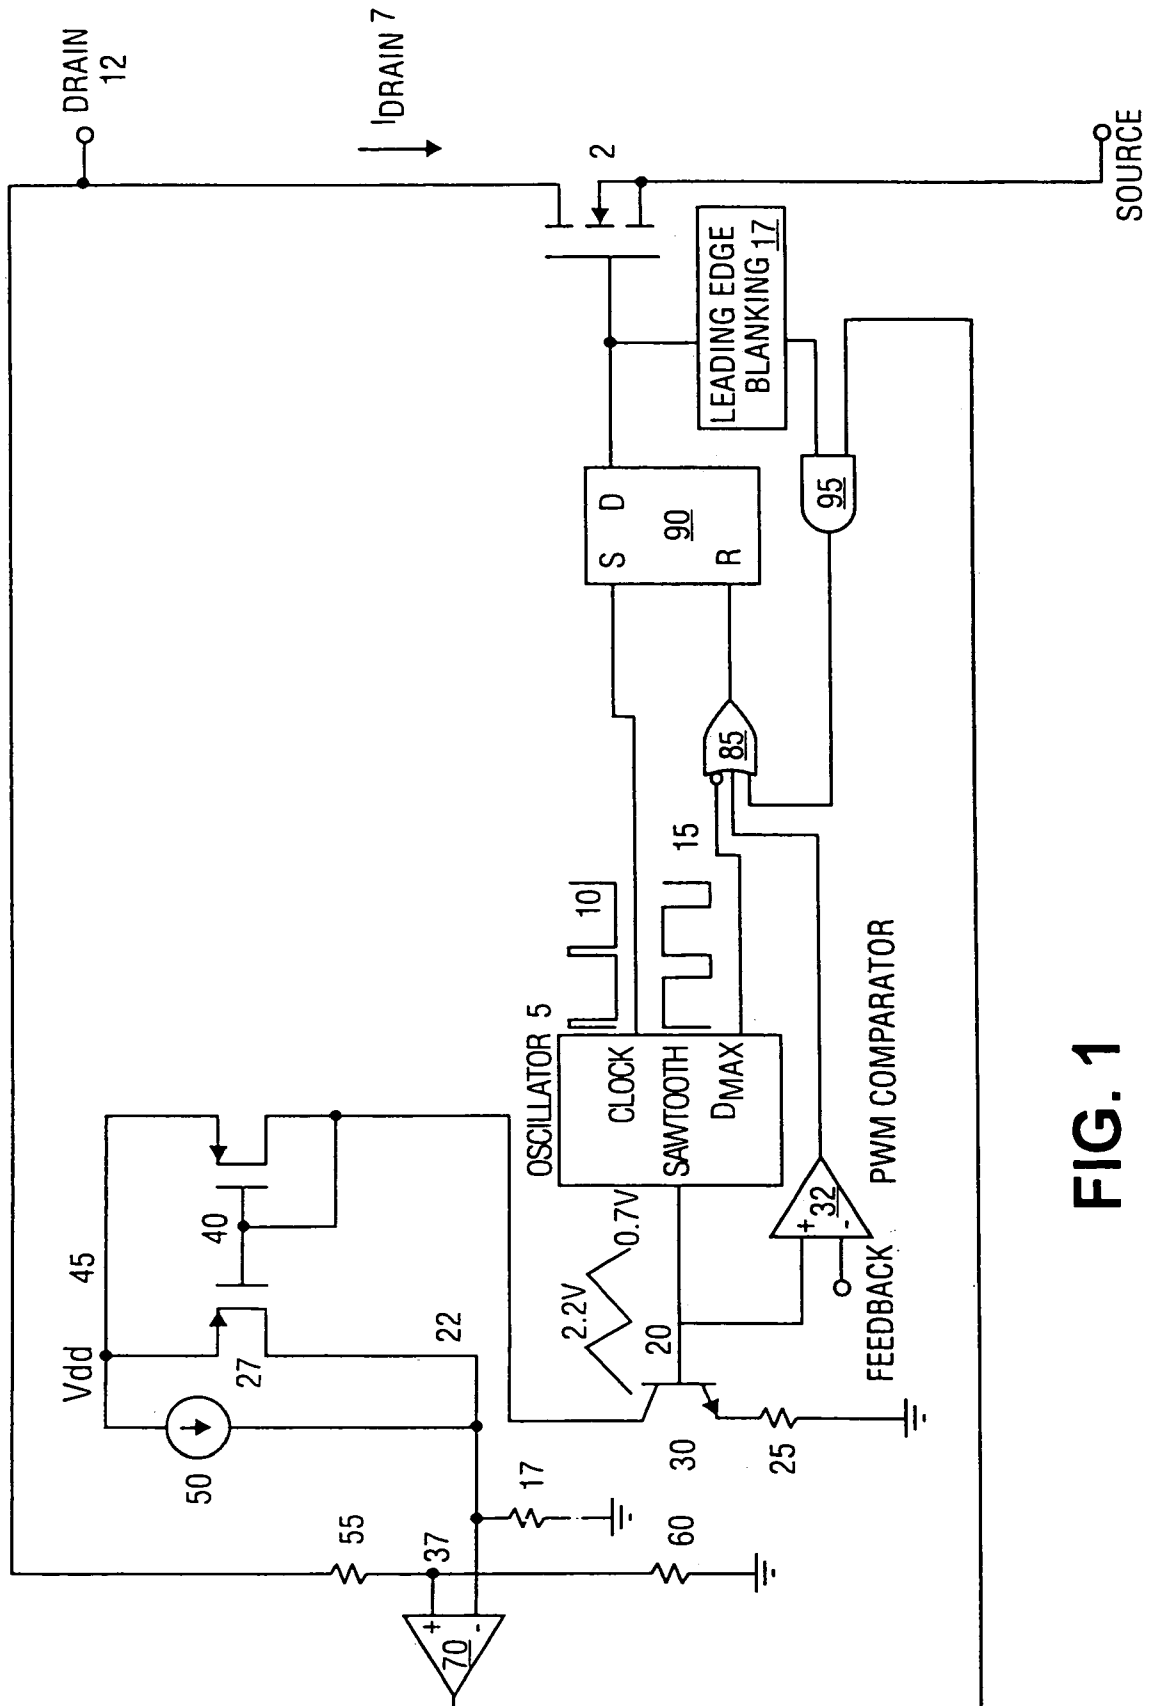 DRAIN
12
IDRAIN 7
2
SOURCE
LEADING EDGE
BLANKING 17
95
S D
90
R
85
15
10
OSCILLATOR 5
CLOCK
SAWTOOTH
DMAX
PWM COMPARATOR
32
+
-
FEEDBACK
0.7V
2.2V
20
30
25
45
Vdd
40
27
22
50
17
55
37
60
+
-
70
FIG. 1